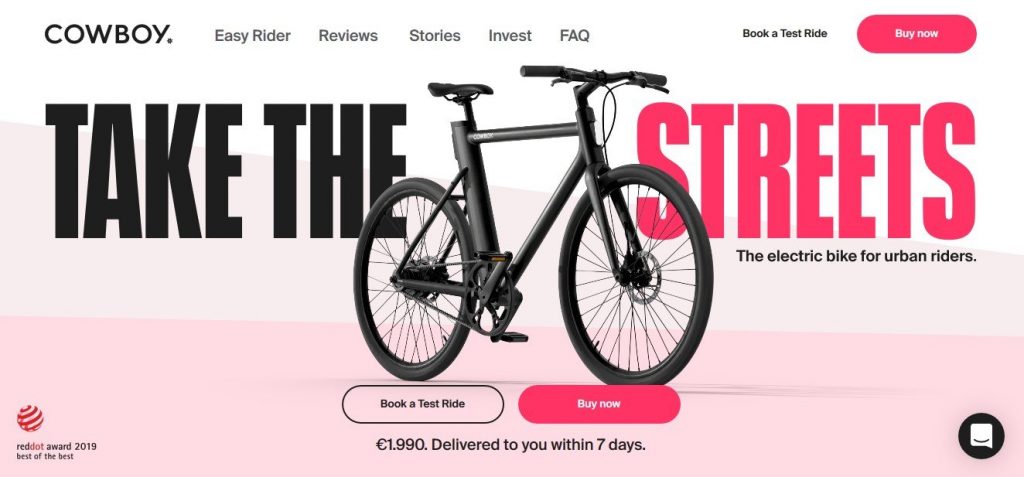 COWBOY
Easy Rider
Reviews
Stories
Invest
FAQ
Book a Test Ride
Buy now
TAKE THE STREETS
COWBOY
The electric bike for urban riders.
Book a Test Ride
Buy now
€1.990. Delivered to you within 7 days.
reddot award 2019
best of the best